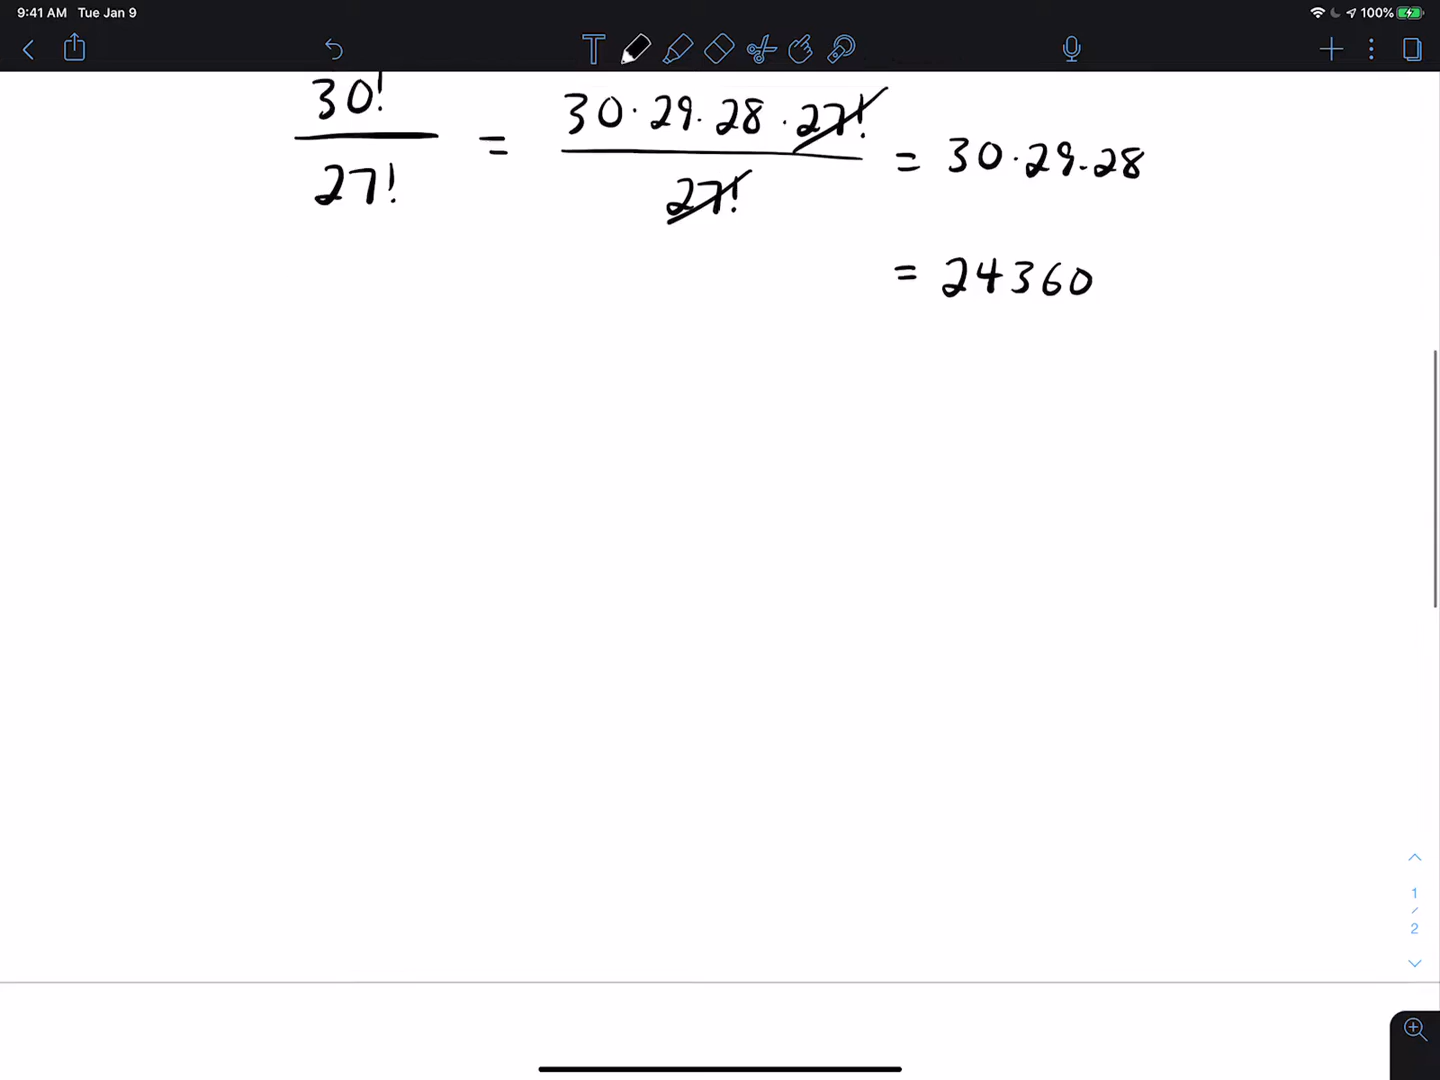 9:41 AM Tue Jan 9
100%
T
30! / 27! = 30·29·28·27! / 27! = 30·29·28
= 24360
1
/
2